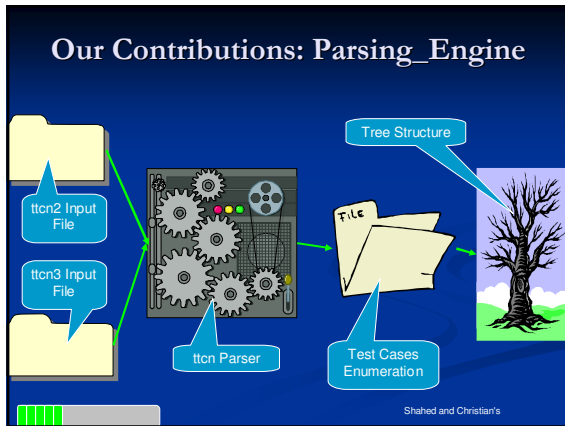 Our Contributions: Parsing_Engine
Tree Structure
ttcn2 Input
File
FILE
ttcn3 Input
File
ttcn Parser
Test Cases
Enumeration
Shahed and Christian's